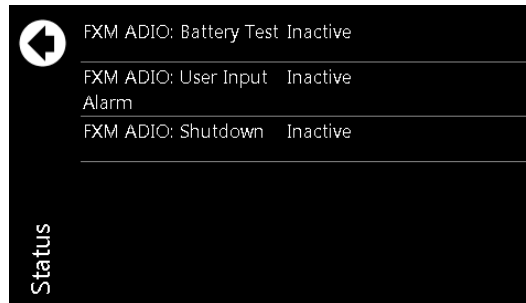 FXM ADIO: Battery Test Inactive
FXM ADIO: User Input Inactive
Alarm
FXM ADIO: Shutdown Inactive
Status